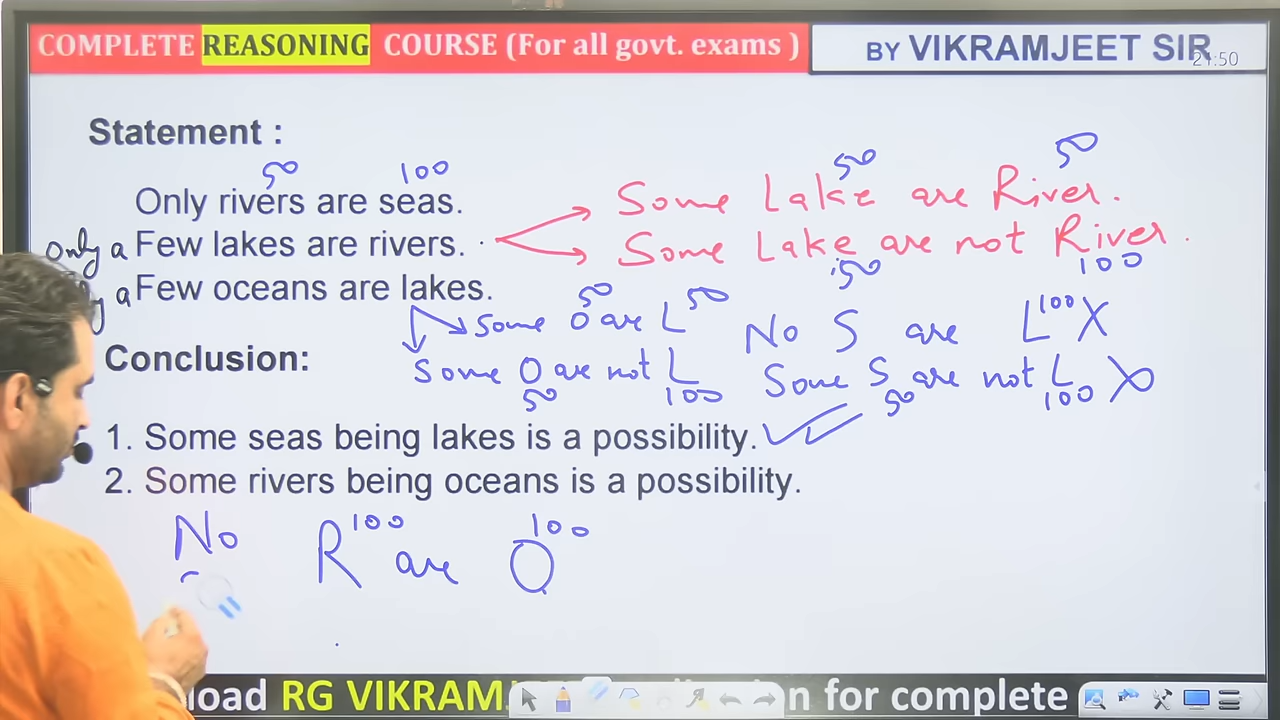 COMPLETE REASONING COURSE (For all govt. exams )
BY VIKRAMJEET SIR
21:50
Statement :
50 100
Only rivers are seas.
50 50
Some Lake are River.
only a Few lakes are rivers.
Some Lake are not River.
50 100
a Few oceans are lakes.
50 50
Some O are L
Some O are not L
50 100
No S are L 100 X
Some S are not L X
50 100
Conclusion:
1. Some seas being lakes is a possibility.
2. Some rivers being oceans is a possibility.
No R 100 are O 100
RG VIKRAM for complete